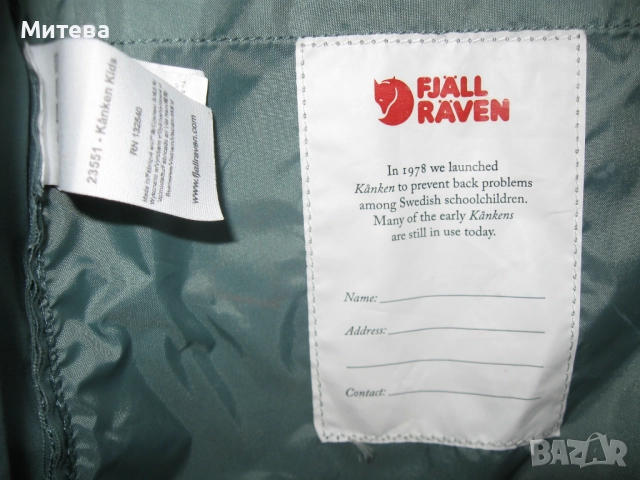 Митева
23551 - Kånken Kids
RN 132640
www.fjallraven.com
FJÄLL
RÄVEN
In 1978 we launched
Kånken to prevent back problems
among Swedish schoolchildren.
Many of the early Kånkens
are still in use today.
Name:
Address:
Contact:
BAZAR